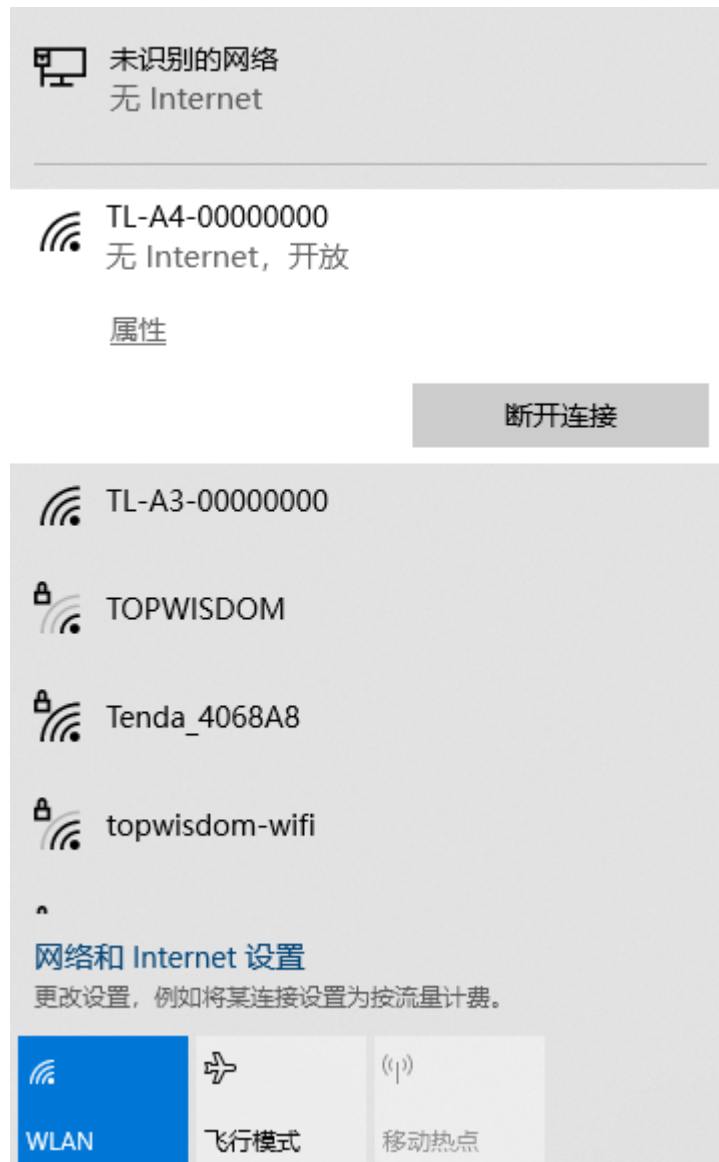 未识别的网络
无 Internet
TL-A4-00000000
无 Internet，开放
属性
断开连接
TL-A3-00000000
TOPWISDOM
Tenda_4068A8
topwisdom-wifi
网络和 Internet 设置
更改设置，例如将某连接设置为按流量计费。
WLAN
飞行模式
移动热点